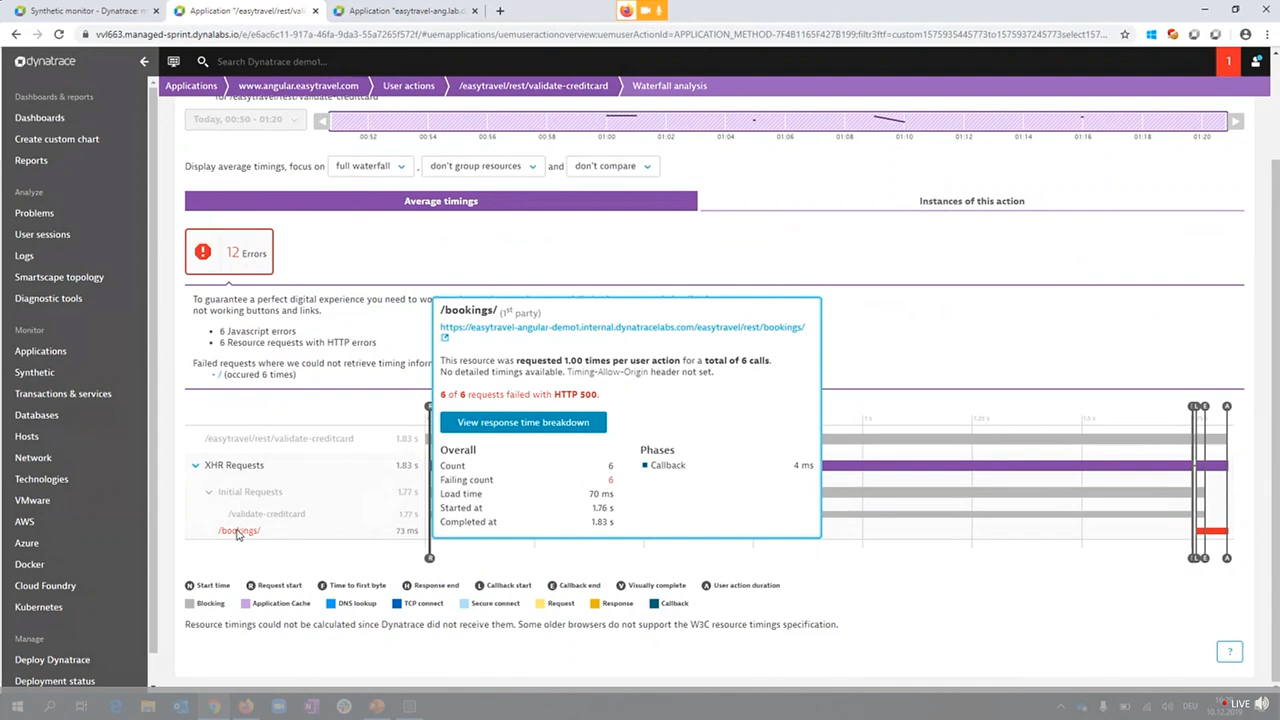 Synthetic monitor - Dynatrace: m
Application "/easytravel/rest/vali
Application "easytravel-ang.lab.d
vvl663.managed-sprint.dynalabs.io/e/e6ac6c11-917a-46fa-9da3-55a7265f572f/#uemapplications/uemuseractionoverview;uemuserActionId=APPLICATION_METHOD-7F4B1165F427B199;filtr3ftf=custom1575935445773to1575937245773select157...
dynatrace
Search Dynatrace demo1...
1
Applications
www.angular.easytravel.com
User actions
/easytravel/rest/validate-creditcard
Waterfall analysis
Dashboards & reports
Dashboards
Create custom chart
Reports
Analyze
Problems
User sessions
Logs
Smartscape topology
Diagnostic tools
Monitor
Applications
Synthetic
Transactions & services
Databases
Hosts
Network
Technologies
VMware
AWS
Azure
Docker
Cloud Foundry
Kubernetes
Manage
Deploy Dynatrace
Deployment status
for /easytravel/rest/validate-creditcard
Today, 00:50 - 01:20
00:52 00:54 00:56 00:58 01:00 01:02 01:04 01:06 01:08 01:10 01:12 01:14 01:16 01:18 01:20
Display average timings, focus on full waterfall , don't group resources and don't compare
Average timings Instances of this action
12 Errors
To guarantee a perfect digital experience you need to wo
not working buttons and links.
• 6 Javascript errors
• 6 Resource requests with HTTP errors
Failed requests where we could not retrieve timing infor
- / (occured 6 times)
/bookings/ (1st party)
https://easytravel-angular-demo1.internal.dynatracelabs.com/easytravel/rest/bookings/
This resource was requested 1.00 times per user action for a total of 6 calls.
No detailed timings available. Timing-Allow-Origin header not set.
6 of 6 requests failed with HTTP 500.
View response time breakdown
Overall Phases
Count 6 Callback 4 ms
Failing count 6
Load time 70 ms
Started at 1.76 s
Completed at 1.83 s
1 s 1.25 s 1.5 s
/easytravel/rest/validate-creditcard 1.83 s
XHR Requests 1.83 s
Initial Requests 1.77 s
/validate-creditcard 1.77 s
/bookings/ 73 ms
R
R
L E A
N Start time R Request start F Time to first byte H Response end L Callback start E Callback end V Visually complete A User action duration
Blocking Application Cache DNS lookup TCP connect Secure connect Request Response Callback
Resource timings could not be calculated since Dynatrace did not receive them. Some older browsers do not support the W3C resource timings specification.
?
DEU
10.12.2019
LIVE